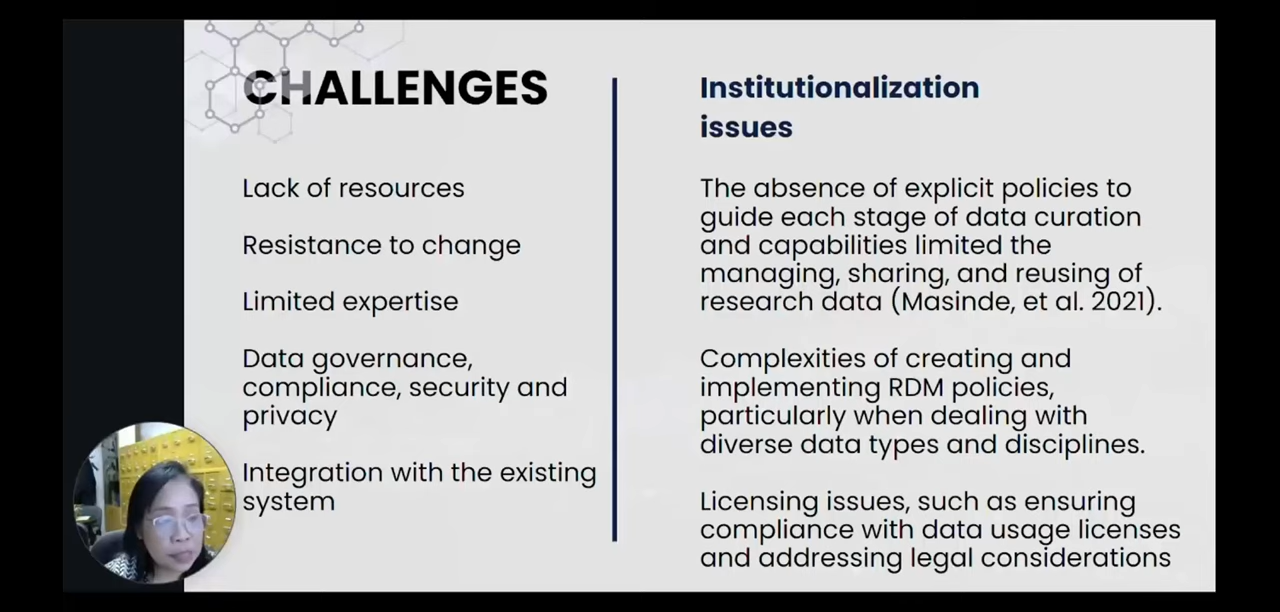 CHALLENGES
Lack of resources
Resistance to change
Limited expertise
Data governance,
compliance, security and
privacy
Integration with the existing
system
Institutionalization
issues
The absence of explicit policies to
guide each stage of data curation
and capabilities limited the
managing, sharing, and reusing of
research data (Masinde, et al. 2021).
Complexities of creating and
implementing RDM policies,
particularly when dealing with
diverse data types and disciplines.
Licensing issues, such as ensuring
compliance with data usage licenses
and addressing legal considerations